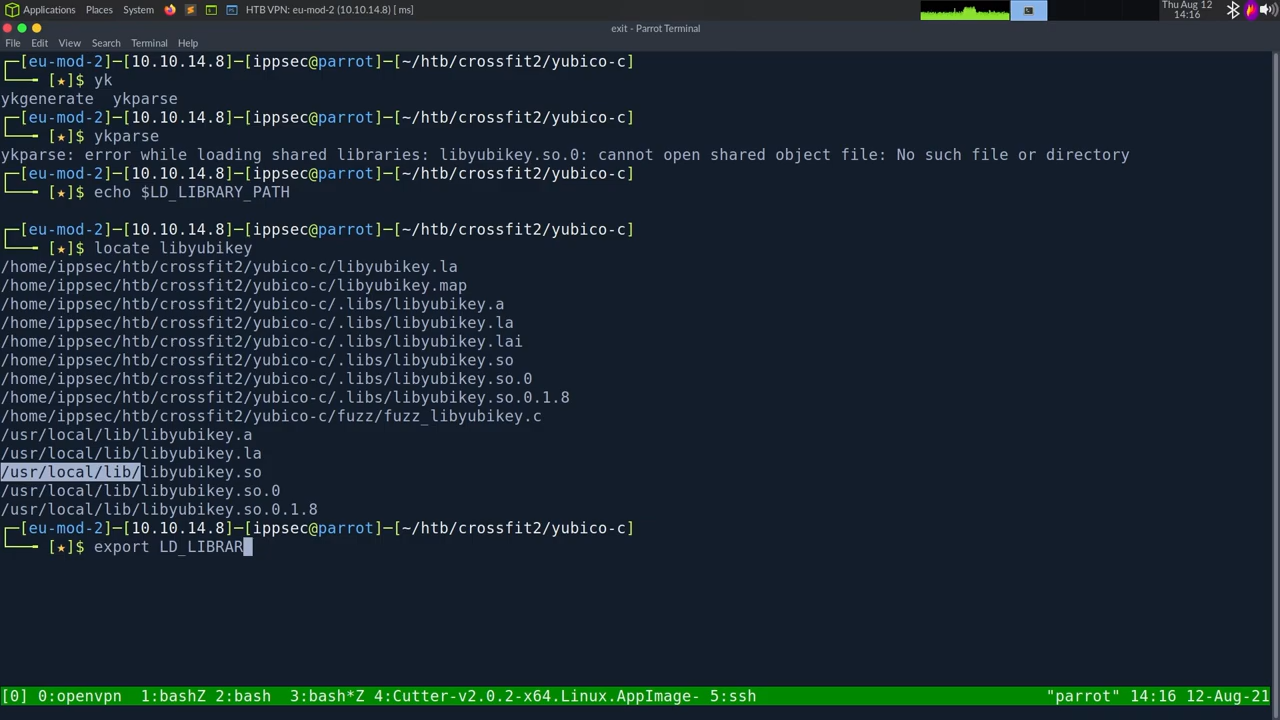 Applications Places System HTB VPN: eu-mod-2 (10.10.14.8) [ ms] Thu Aug 12 14:16
exit - Parrot Terminal
File Edit View Search Terminal Help
┌─[eu-mod-2]─[10.10.14.8]─[ippsec@parrot]─[~/htb/crossfit2/yubico-c]
└──╼ [★]$ yk
ykgenerate ykparse
┌─[eu-mod-2]─[10.10.14.8]─[ippsec@parrot]─[~/htb/crossfit2/yubico-c]
└──╼ [★]$ ykparse
ykparse: error while loading shared libraries: libyubikey.so.0: cannot open shared object file: No such file or directory
┌─[eu-mod-2]─[10.10.14.8]─[ippsec@parrot]─[~/htb/crossfit2/yubico-c]
└──╼ [★]$ echo $LD_LIBRARY_PATH
┌─[eu-mod-2]─[10.10.14.8]─[ippsec@parrot]─[~/htb/crossfit2/yubico-c]
└──╼ [★]$ locate libyubikey
/home/ippsec/htb/crossfit2/yubico-c/libyubikey.la
/home/ippsec/htb/crossfit2/yubico-c/libyubikey.map
/home/ippsec/htb/crossfit2/yubico-c/.libs/libyubikey.a
/home/ippsec/htb/crossfit2/yubico-c/.libs/libyubikey.la
/home/ippsec/htb/crossfit2/yubico-c/.libs/libyubikey.lai
/home/ippsec/htb/crossfit2/yubico-c/.libs/libyubikey.so
/home/ippsec/htb/crossfit2/yubico-c/.libs/libyubikey.so.0
/home/ippsec/htb/crossfit2/yubico-c/.libs/libyubikey.so.0.1.8
/home/ippsec/htb/crossfit2/yubico-c/fuzz/fuzz_libyubikey.c
/usr/local/lib/libyubikey.a
/usr/local/lib/libyubikey.la
/usr/local/lib/libyubikey.so
/usr/local/lib/libyubikey.so.0
/usr/local/lib/libyubikey.so.0.1.8
┌─[eu-mod-2]─[10.10.14.8]─[ippsec@parrot]─[~/htb/crossfit2/yubico-c]
└──╼ [★]$ export LD_LIBRAR
[0] 0:openvpn 1:bashZ 2:bash 3:bash*Z 4:Cutter-v2.0.2-x64.Linux.AppImage- 5:ssh "parrot" 14:16 12-Aug-21